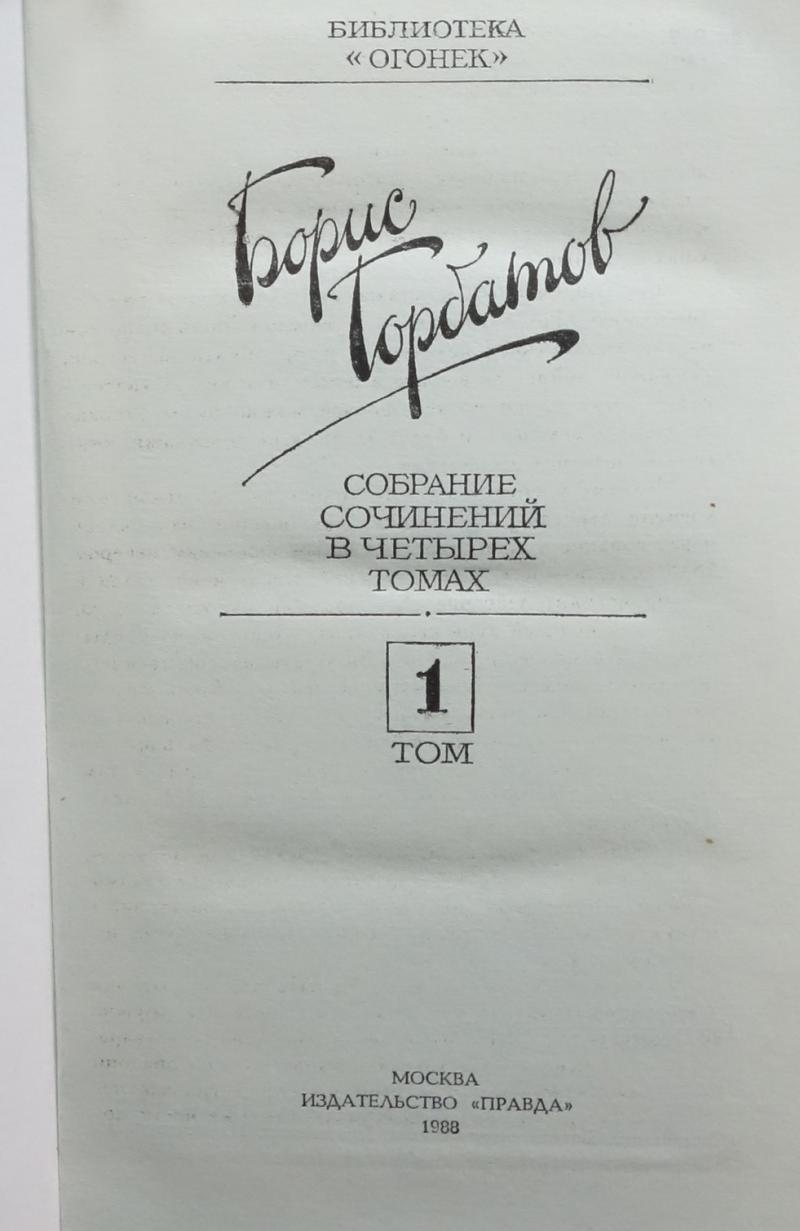 БИБЛИОТЕКА
«ОГОНЕК»
Борис
Горбатов
СОБРАНИЕ
СОЧИНЕНИЙ
В ЧЕТЫРЕХ
ТОМАХ
1
ТОМ
МОСКВА
ИЗДАТЕЛЬСТВО «ПРАВДА»
1988